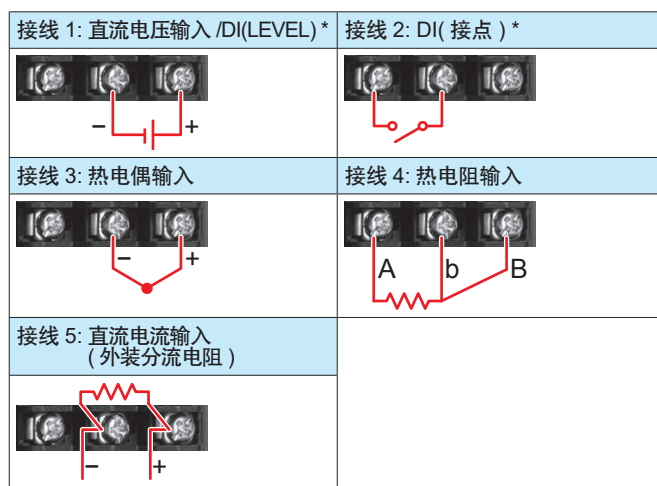 接线 1: 直流电压输入 /DI(LEVEL) *
接线 2: DI( 接点 ) *
− +
接线 3: 热电偶输入
接线 4: 热电阻输入
− +
A b B
接线 5: 直流电流输入
( 外装分流电阻 )
− +